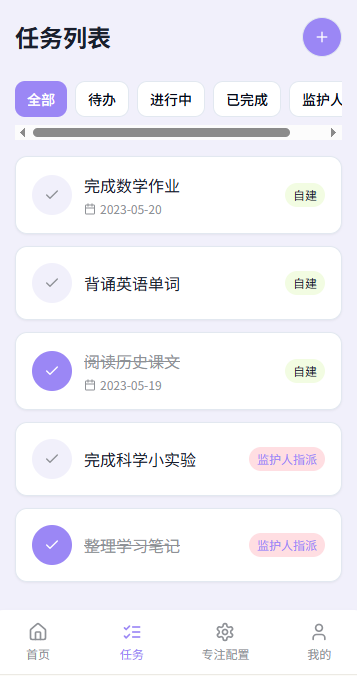 任务列表
全部 待办 进行中 已完成 监护人
完成数学作业
2023-05-20
自建
背诵英语单词
自建
阅读历史课文
2023-05-19
自建
完成科学小实验
监护人指派
整理学习笔记
监护人指派
首页 任务 专注配置 我的